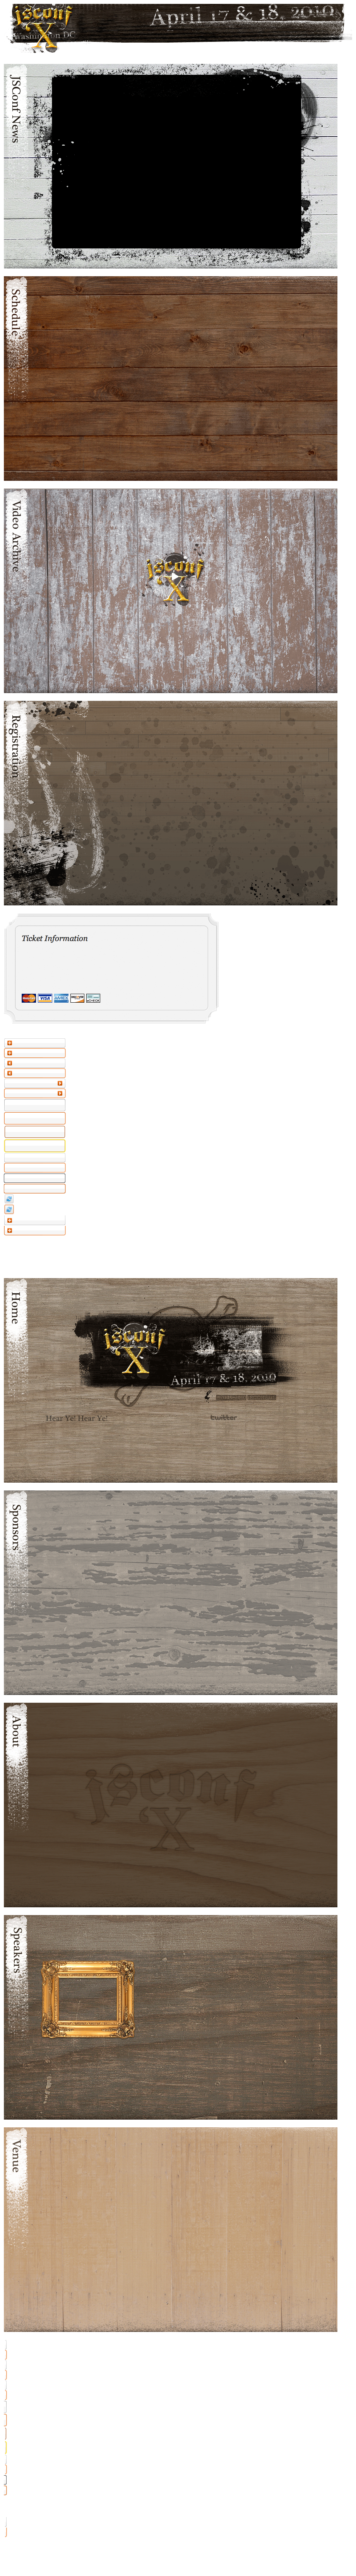 jsconf
X
April 17 & 18, 2010
Washington DC
JSConf News
Schedule
Video Archive
jsconf
X
Registration
Ticket Information
VISA
Home
jsconf
X
April 17 & 18, 2010
Hear Ye! Hear Ye!
twitter
Sponsors
About
jsconf
X
Speakers
Venue